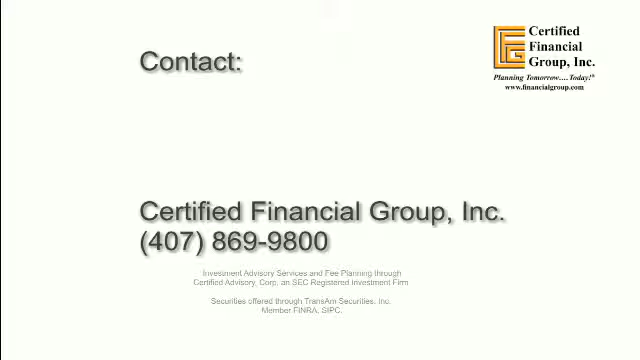 Contact:
Certified
Financial
Group, Inc.
Planning Tomorrow....Today!®
www.financialgroup.com
Certified Financial Group, Inc.
(407) 869-9800
Investment Advisory Services and Fee Planning through
Certified Advisory, Corp, an SEC Registered Investment Firm
Securities offered through TransAm Securities, Inc.
Member FINRA, SIPC.